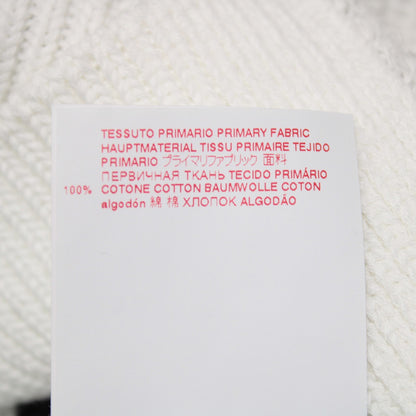 TESSUTO PRIMARIO PRIMARY FABRIC
HAUPTMATERIAL TISSU PRIMAIRE TEJIDO
PRIMARIO プライマリファブリック 面料
ПЕРВИЧНАЯ ТКАНЬ TECIDO PRIMÁRIO
100% COTONE COTTON BAUMWOLLE COTON
algodón 綿 棉 ХЛОПОК ALGODÃO